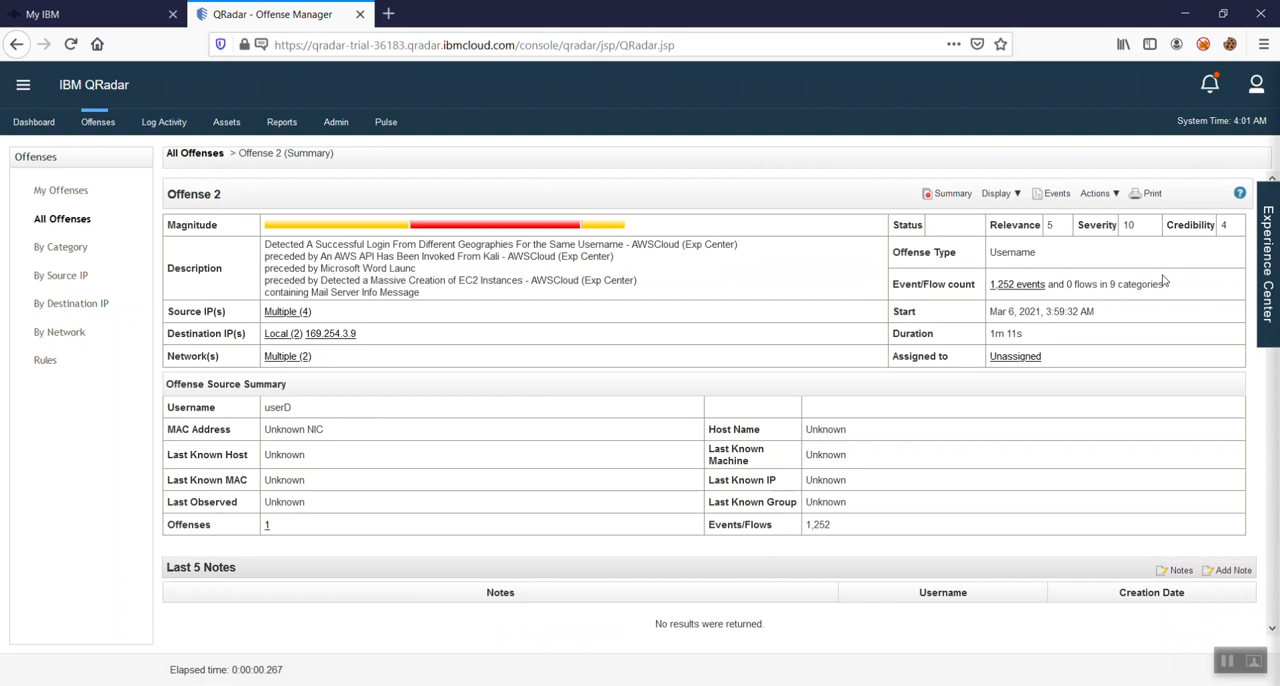 My IBM
QRadar - Offense Manager
https://qradar-trial-36183.qradar.ibmcloud.com/console/qradar/jsp/QRadar.jsp
IBM QRadar
Dashboard Offenses Log Activity Assets Reports Admin Pulse System Time: 4:01 AM
Offenses
My Offenses
All Offenses
By Category
By Source IP
By Destination IP
By Network
Rules
All Offenses > Offense 2 (Summary)
Offense 2 Summary Display ▼ Events Actions ▼ Print
Magnitude Status Relevance 5 Severity 10 Credibility 4
Description
Detected A Successful Login From Different Geographies For the Same Username - AWSCloud (Exp Center)
preceded by An AWS API Has Been Invoked From Kali - AWSCloud (Exp Center)
preceded by Microsoft Word Launc
preceded by Detected a Massive Creation of EC2 Instances - AWSCloud (Exp Center)
containing Mail Server Info Message
Offense Type Username
Event/Flow count 1,252 events and 0 flows in 9 categories
Source IP(s) Multiple (4) Start Mar 6, 2021, 3:59:32 AM
Destination IP(s) Local (2) 169.254.3.9 Duration 1m 11s
Network(s) Multiple (2) Assigned to Unassigned
Offense Source Summary
Username userD
MAC Address Unknown NIC Host Name Unknown
Last Known Host Unknown Last Known Machine Unknown
Last Known MAC Unknown Last Known IP Unknown
Last Observed Unknown Last Known Group Unknown
Offenses 1 Events/Flows 1,252
Last 5 Notes Notes Add Note
Notes Username Creation Date
No results were returned.
Elapsed time: 0:00:00.267
Experience Center